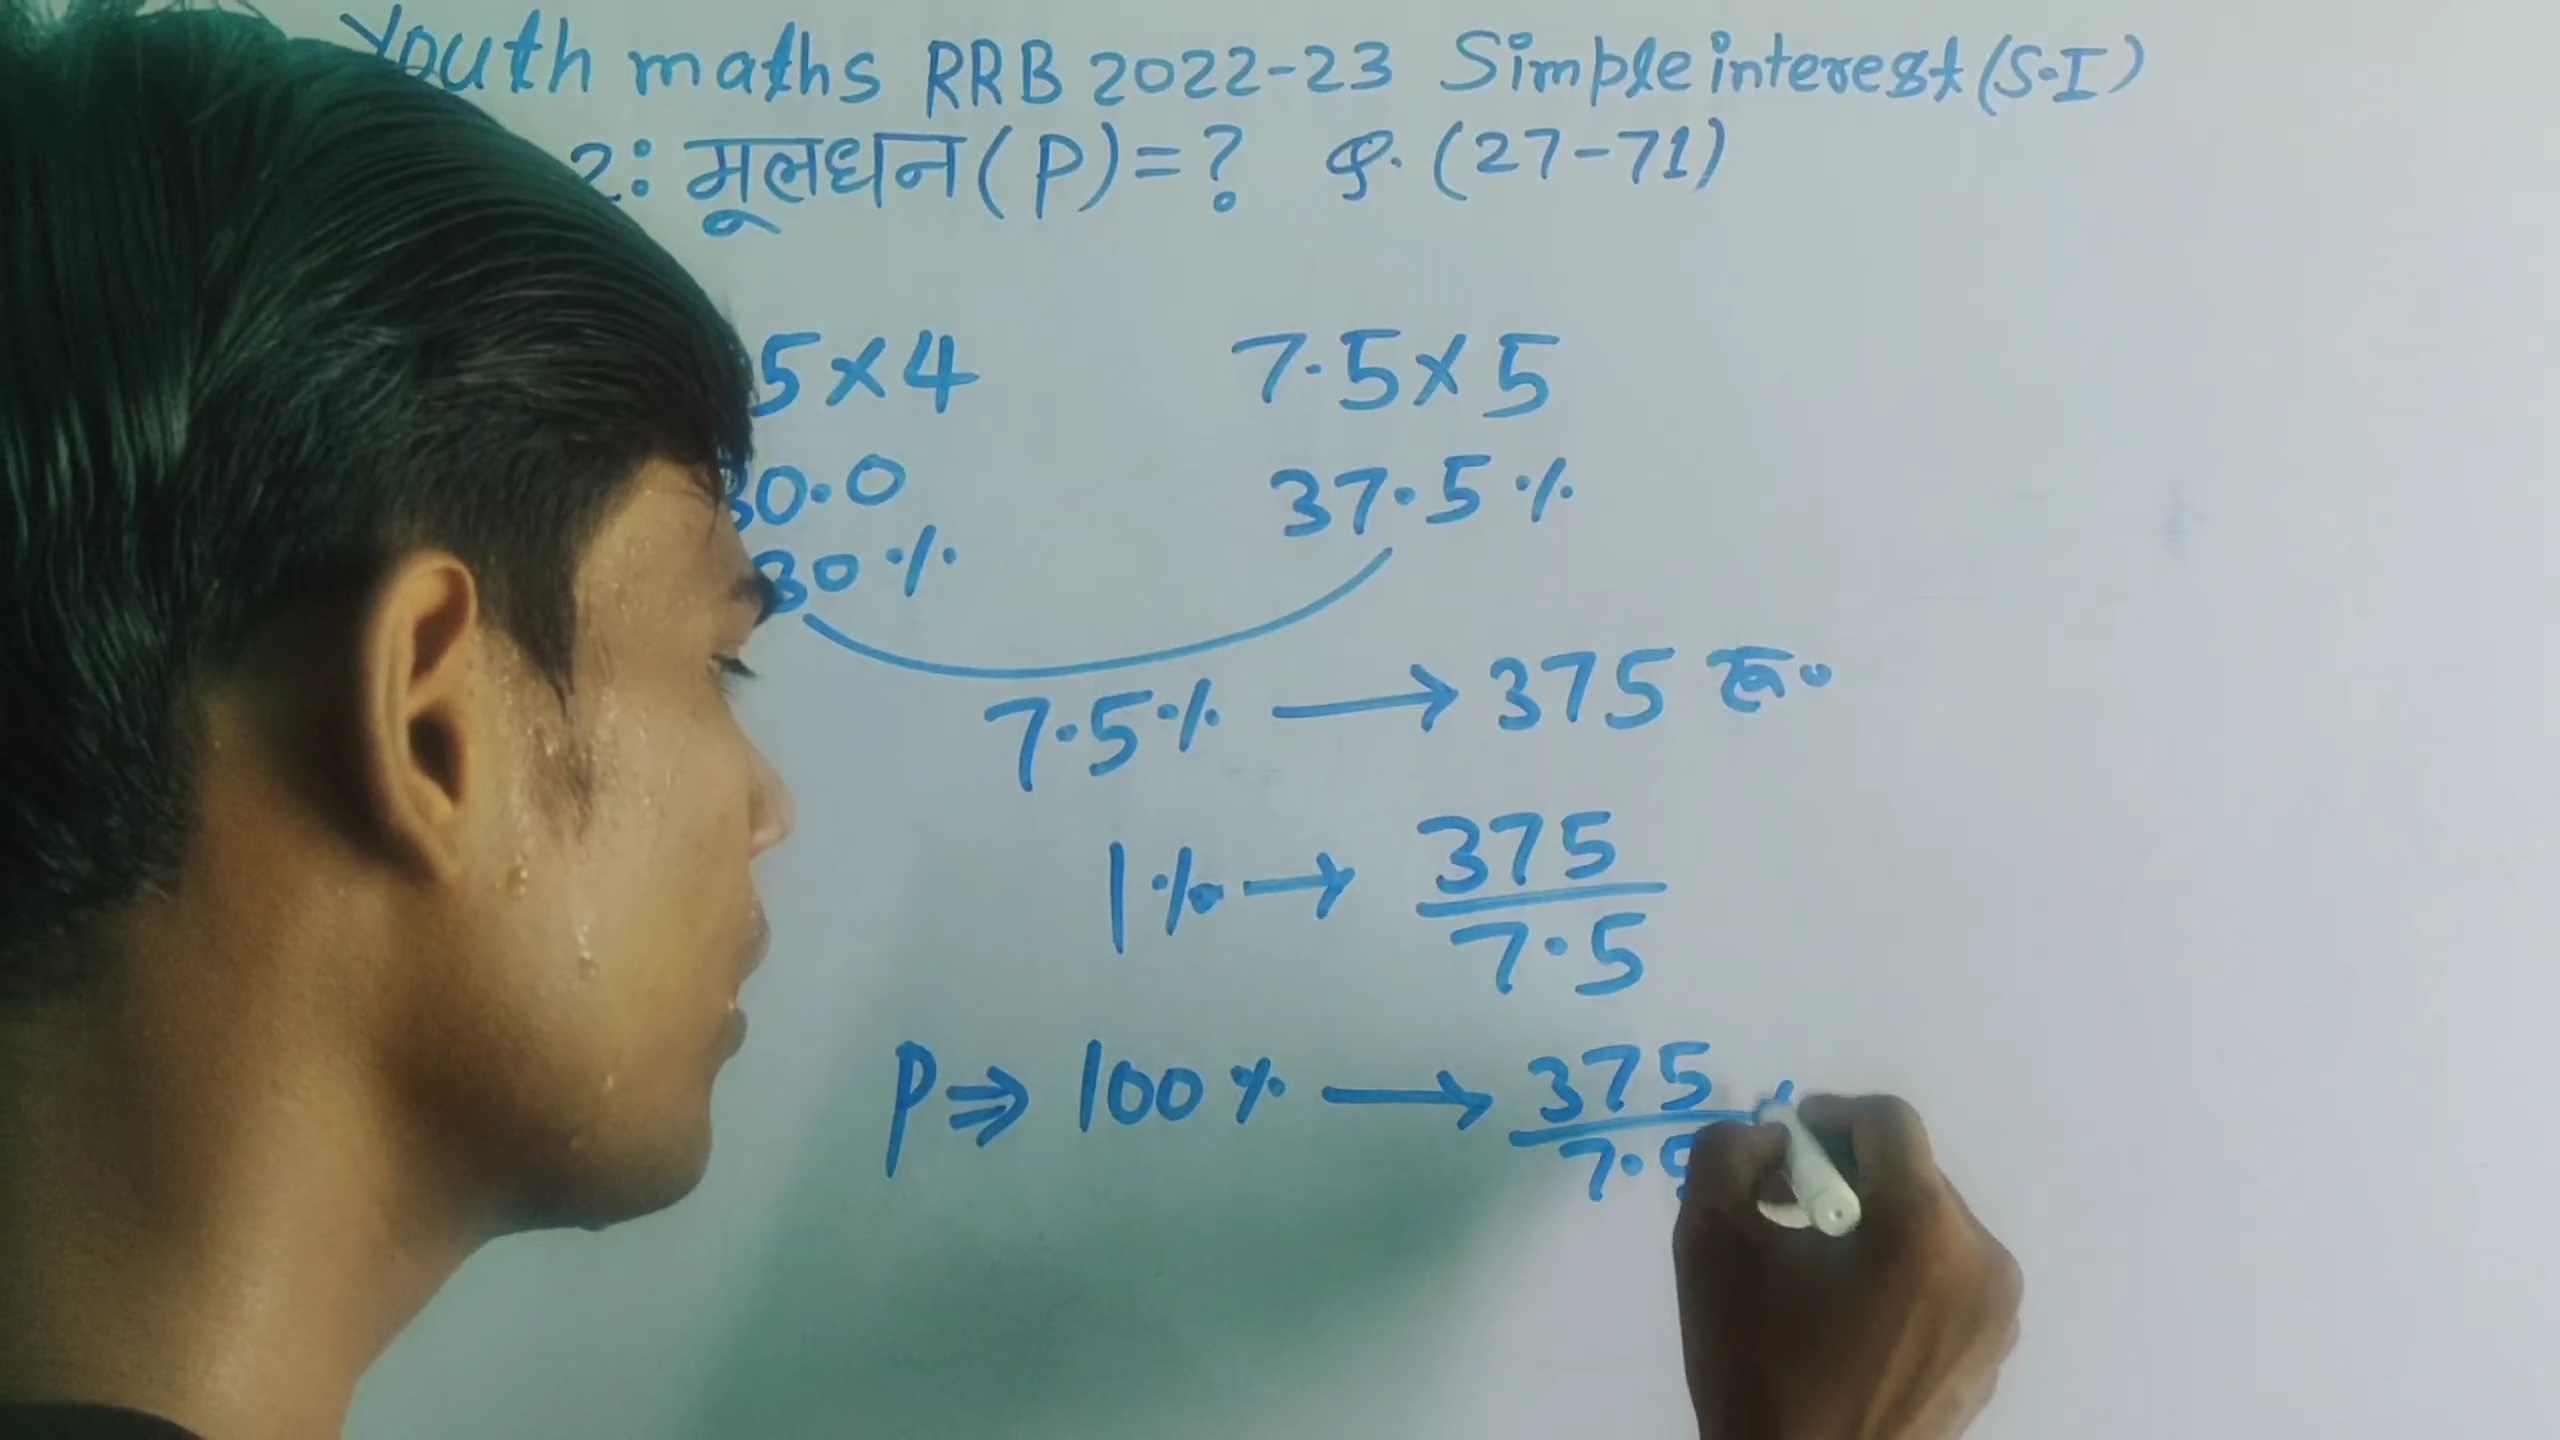 Youth maths RRB 2022-23 Simple interest (S.I)
2: मूलधन (P) = ? (27-71)
5×4 7.5×5
30.0 37.5%
30%
7.5% → 375 रू०
1% → 375/7.5
P ⇒ 100% → 375/7.5